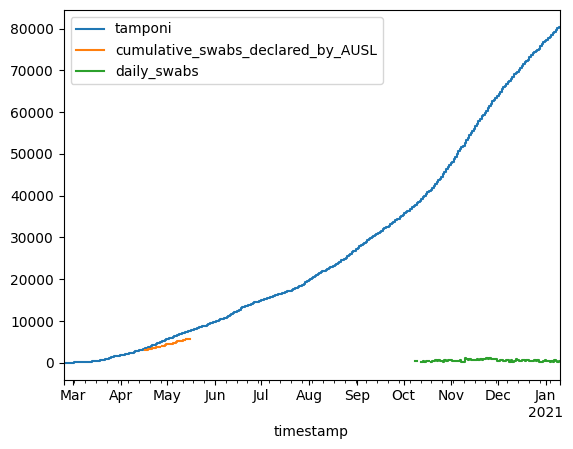 tamponi
cumulative_swabs_declared_by_AUSL
daily_swabs
80000
70000
60000
50000
40000
30000
20000
10000
0
Mar Apr May Jun Jul Aug Sep Oct Nov Dec Jan
2021
timestamp